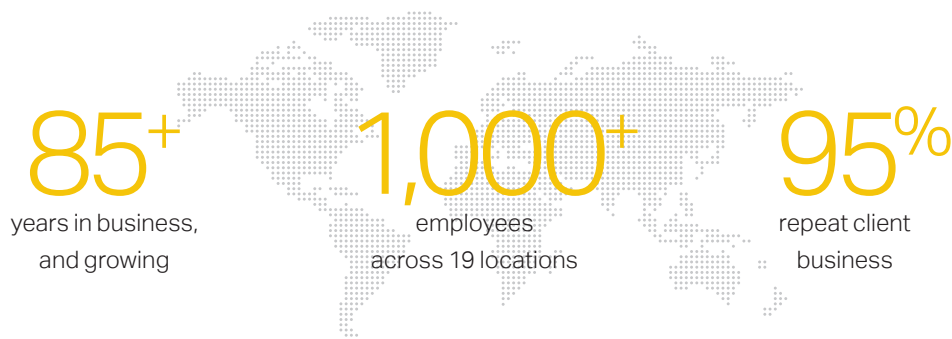 85+
years in business,
and growing
1,000+
employees
across 19 locations
95%
repeat client
business